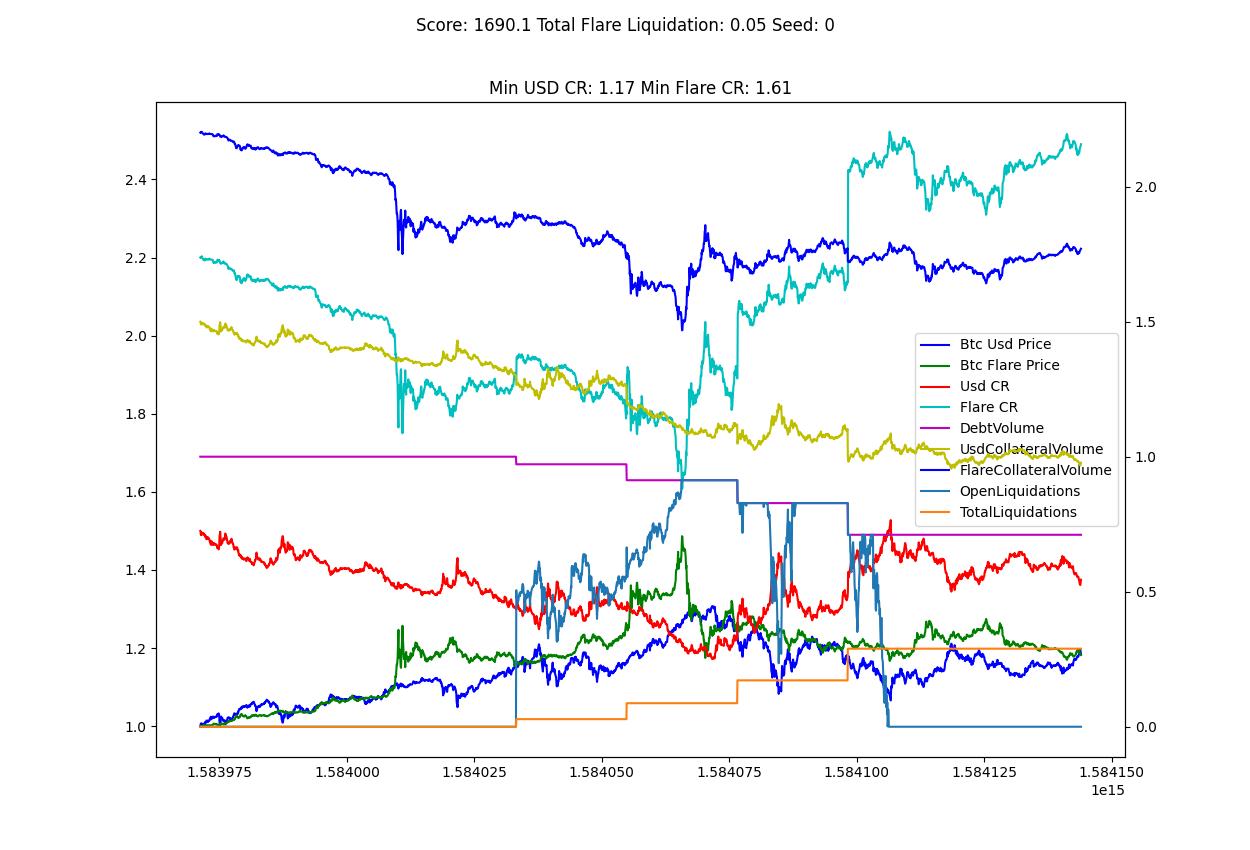 Score: 1690.1 Total Flare Liquidation: 0.05 Seed: 0
Min USD CR: 1.17 Min Flare CR: 1.61
2.4
2.2
2.0
1.8
1.6
1.4
1.2
1.0
2.0
1.5
1.0
0.5
0.0
Btc Usd Price
Btc Flare Price
Usd CR
Flare CR
DebtVolume
UsdCollateralVolume
FlareCollateralVolume
OpenLiquidations
TotalLiquidations
1.583975 1.584000 1.584025 1.584050 1.584075 1.584100 1.584125 1.584150
1e15